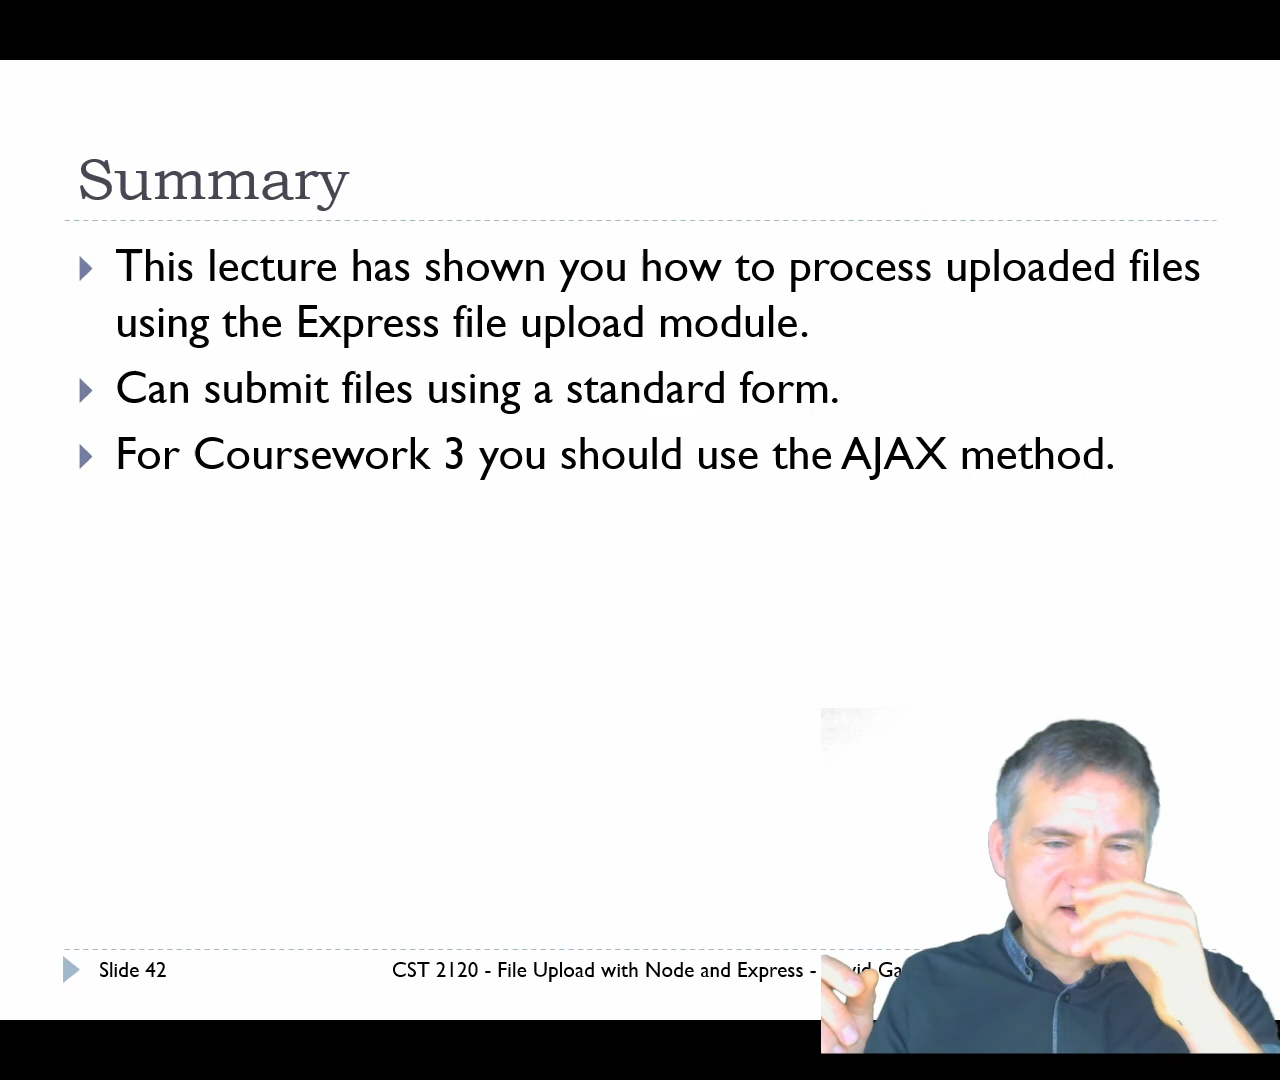 Summary
This lecture has shown you how to process uploaded files
using the Express file upload module.
Can submit files using a standard form.
For Coursework 3 you should use the AJAX method.
Slide 42
CST 2120 - File Upload with Node and Express -